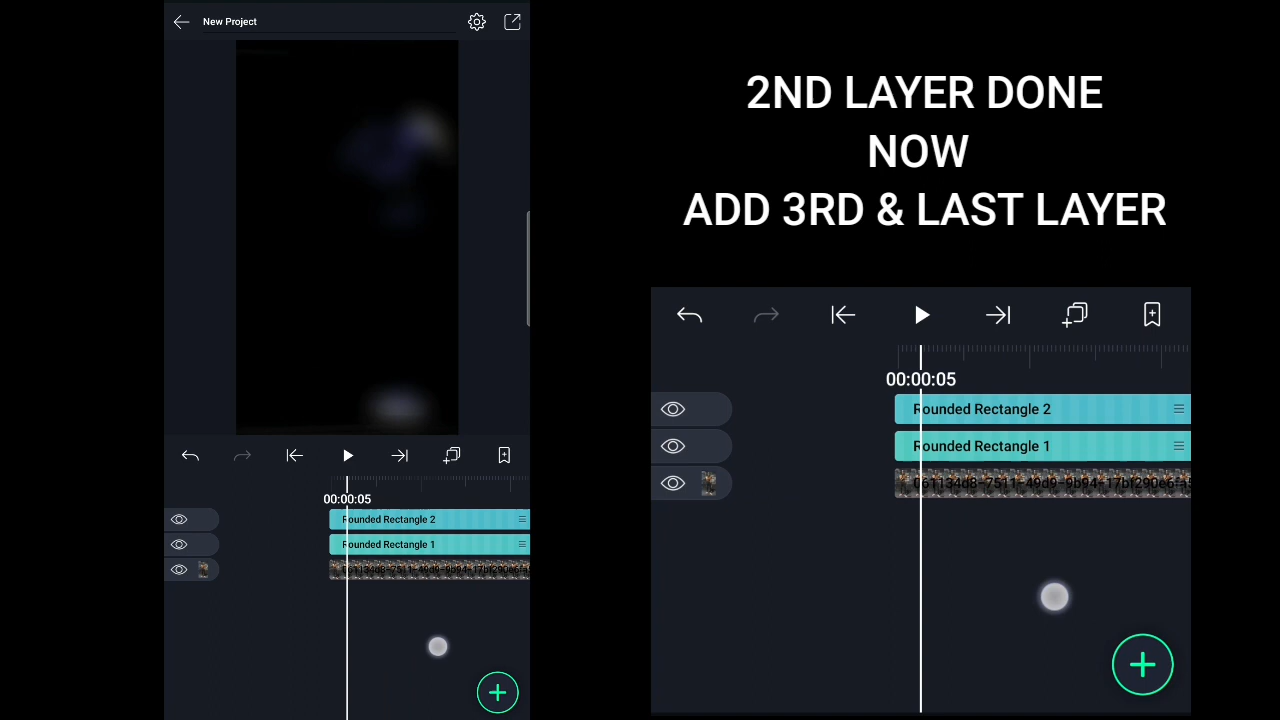 New Project
2ND LAYER DONE
NOW
ADD 3RD & LAST LAYER
00:00:05
Rounded Rectangle 2
Rounded Rectangle 1
00:00:05
Rounded Rectangle 2
Rounded Rectangle 1